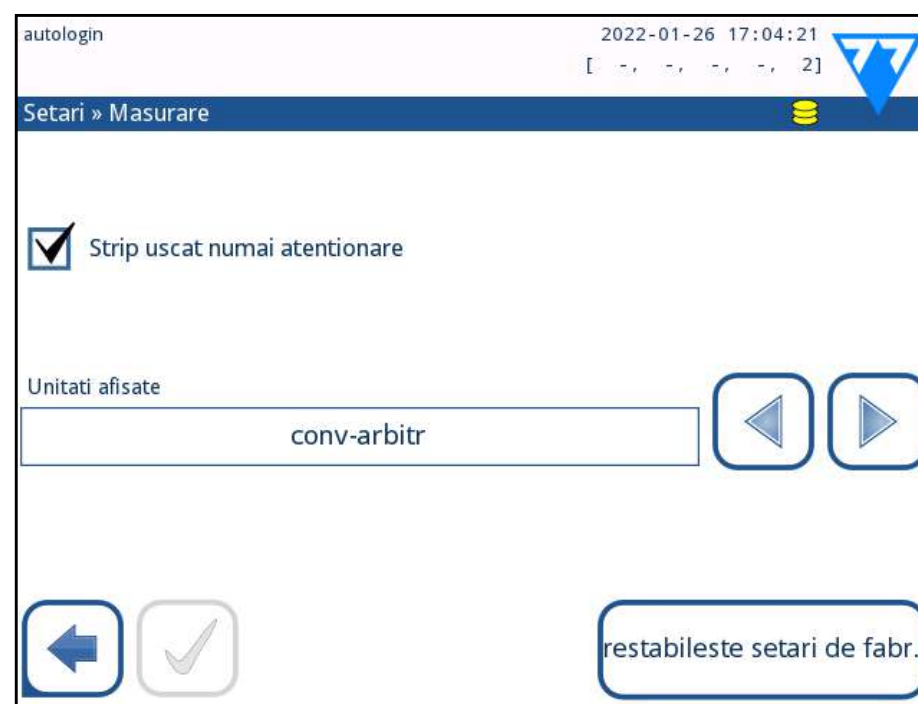 autologin
2022-01-26 17:04:21
[ -, -, -, -, 2]
Setari » Masurare
Strip uscat numai atentionare
Unitati afisate
conv-arbitr
restabileste setari de fabr.